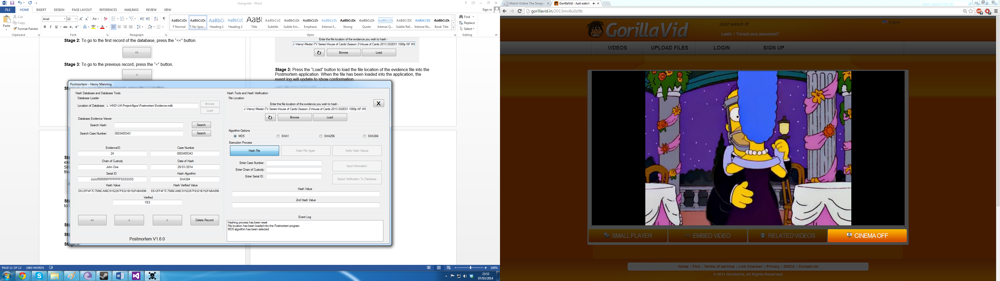 Userguide - Word
Sign in
FILE HOME INSERT DESIGN PAGE LAYOUT REFERENCES MAILINGS REVIEW VIEW
Paste
Cut
Copy
Format Painter
Clipboard
Arial 12
Font
Paragraph
AaBbCcDc AaBbCcDc AaBbCc AaBbCcD AaBl AaBbCcD AaBbCcDc AaBbCcDc AaBbCcDc AaBbCcDc AaBbCcDc AaBbCcDc AaBbCcDc AaBbCcDc AaBbCcDc
¶ Normal ¶ No Spac... Heading 1 Heading 2 Title Subtitle Subtle Em... Emphasis Intense E... Strong Quote Intense Q... Subtle Ref... Intense Re... Book Title
Styles
Find
Replace
Select
Editing
Stage 2: To go to the first record of the database, press the “<<” button.
<<
Stage 3: To go to the previous record, press the “<” button.
<
Enter the file location of the evidence you wish to hash -
J:\Henry\Media\TV Series\House of Cards\Season 2\House.of.Cards.2013.S02E01.1080p.NF.WE
Browse Load
Stage 3: Press the “Load” button to load the file location of the evidence file into the
Postmortem application. When the file has been loaded into the application, the
event log will update to show conformation.
Postmortem - Henry Manning
Hash Database and Database Tools
Database Loader
Location of Database: L:\HND\U4\ProjectAlgos\Postmortem\Evidence.mdb
Browse
Load
Database Evidence Viewer
Search Hash: Search
Search Case Number: 0003455343 Search
EvidenceID Case Number
24 0003455343
Chain of Custody Date of Hash
John Doe 29/01/2014
Serial ID Hash Algorithm
JJJJJ555555FFFFFFFFFSSSSSSS SHA384
Hash Value Hash Verified Value
E612FF4F7C7586CA86C9152287F8321B152FABA896 E612FF4F7C7586CA86C9152287F8321B152FABA896
Verified
YES
<< < > Delete Record
Postmortem V1.6.0
Hash Tools and Hash Verification
File Location
X
Enter the file location of the evidence you wish to hash -
J:\Henry\Media\TV Series\House of Cards\Season 2\House.of.Cards.2013.S02E01.1080p.NF.WE
Browse Load
Algorithm Options
MD5 SHA1 SHA256 SHA384
Execution Process
Hash File Hash File Again Verify Hash Values
Enter Case Number:
Enter Chain of Custody:
Enter Serial ID:
Input Information
Export Verification To Database
Hash Value
2nd Hash Value
Event Log
Hashing process has been reset
File location has been loaded into the Postmortem program
MD5 algorithm has been selected
PAGE 11 OF 12 1063 WORDS
100%
23:53
07/03/2014
Watch Online The Simpso
GorillaVid - Just watch
gorillavid.in/2013mv8u0z9b
GorillaVid
Just watch it!
English
Login | Forgot your password?
VIDEOS UPLOAD FILES LOGIN SIGN UP
SMALL PLAYER EMBED VIDEO RELATED VIDEOS CINEMA OFF
Home | FAQ | Terms of service | Link Checker | Privacy | DMCA | Contact Us
© 2011 GorillaVid, All Rights Reserved